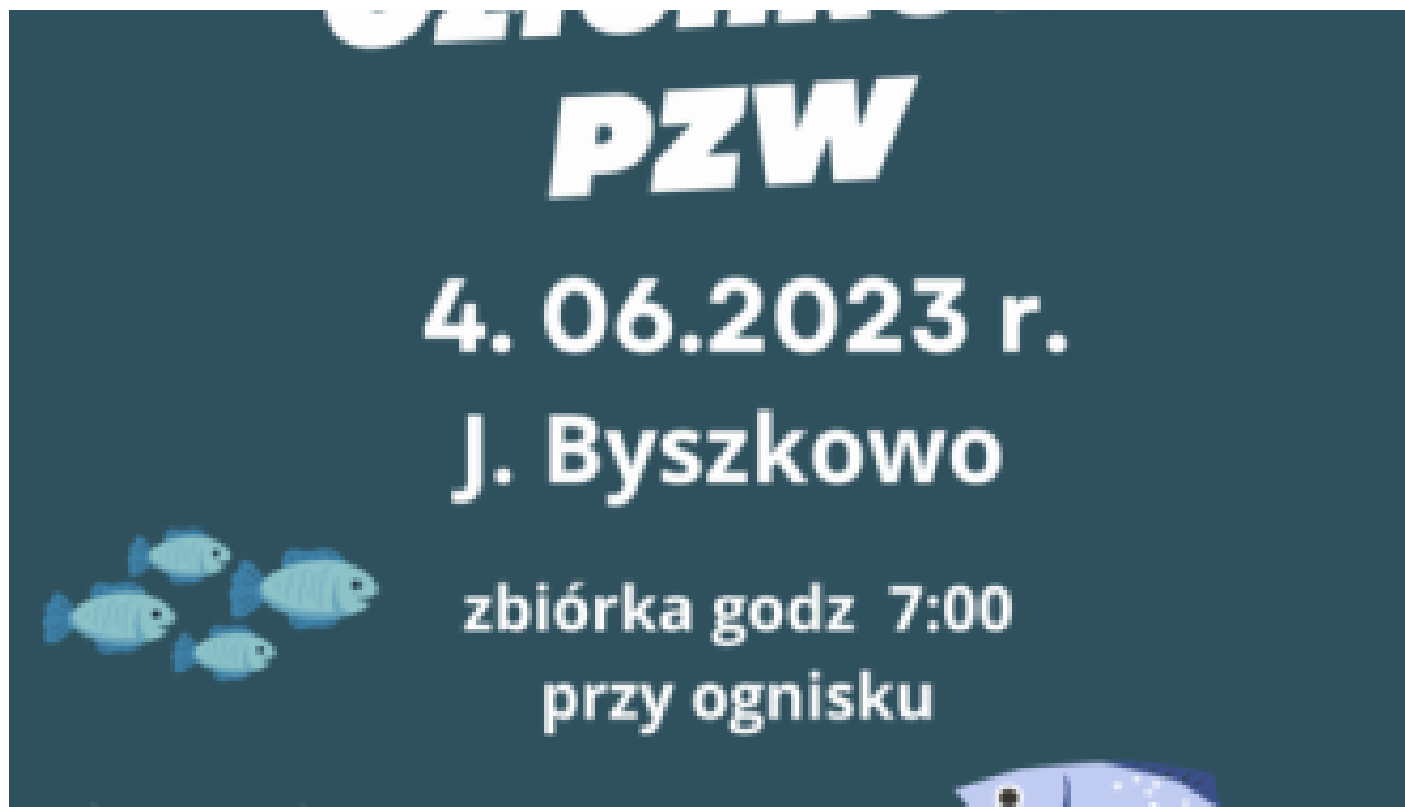 PZW
4. 06.2023 r.
J. Byszkowo
zbiórka godz 7:00
przy ognisku